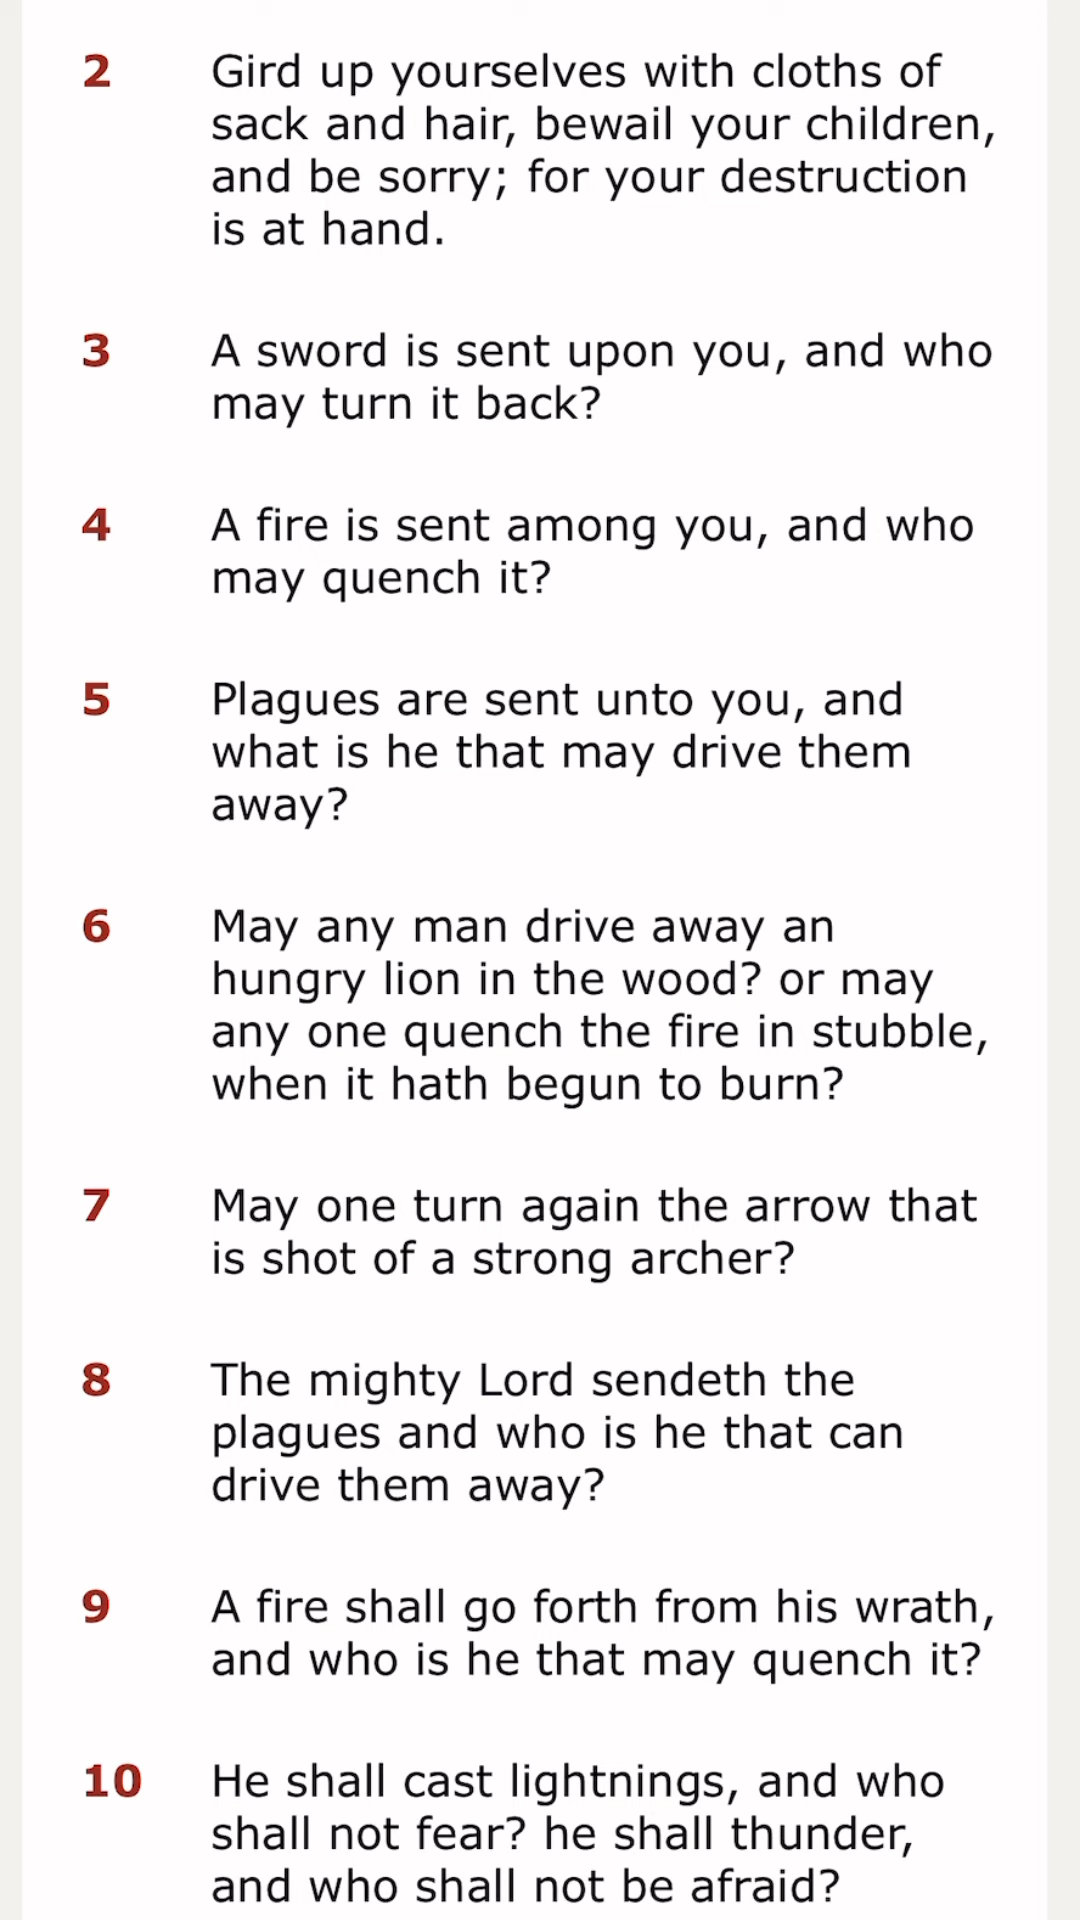 2 Gird up yourselves with cloths of
sack and hair, bewail your children,
and be sorry; for your destruction
is at hand.
3 A sword is sent upon you, and who
may turn it back?
4 A fire is sent among you, and who
may quench it?
5 Plagues are sent unto you, and
what is he that may drive them
away?
6 May any man drive away an
hungry lion in the wood? or may
any one quench the fire in stubble,
when it hath begun to burn?
7 May one turn again the arrow that
is shot of a strong archer?
8 The mighty Lord sendeth the
plagues and who is he that can
drive them away?
9 A fire shall go forth from his wrath,
and who is he that may quench it?
10 He shall cast lightnings, and who
shall not fear? he shall thunder,
and who shall not be afraid?